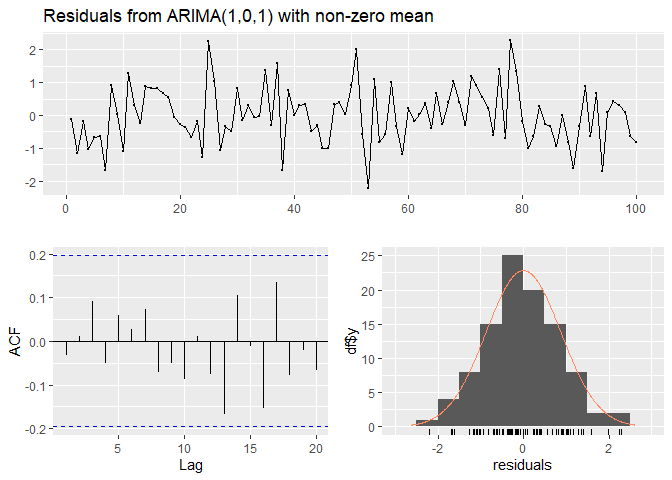 Residuals from ARIMA(1,0,1) with non-zero mean
2
1
0
-1
-2
0 20 40 60 80 100
0.2
0.1
0.0
-0.1
-0.2
ACF
5 10 15 20
Lag
25
20
15
10
5
0
df$y
-2 0 2
residuals